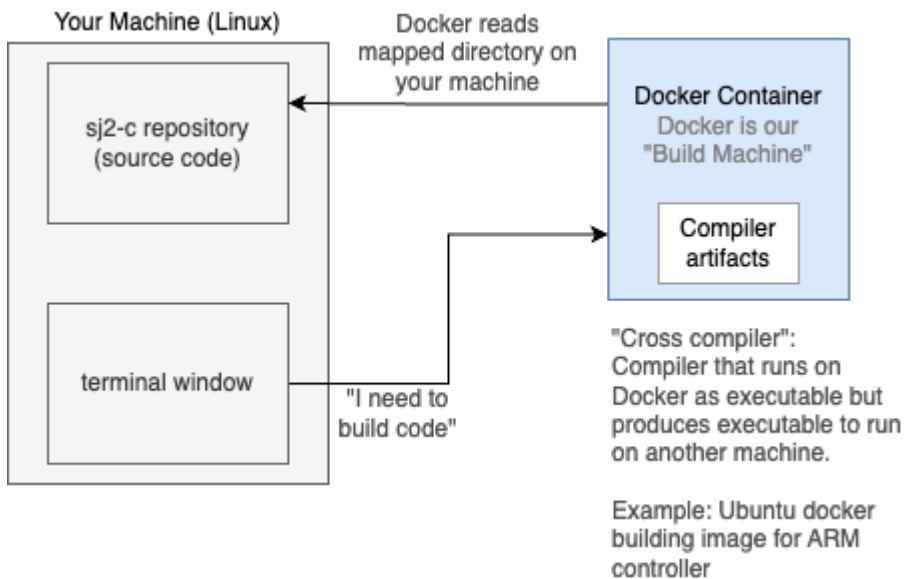 Your Machine (Linux)
sj2-c repository
(source code)
terminal window
Docker reads
mapped directory on
your machine
"I need to
build code"
Docker Container
Docker is our
"Build Machine"
Compiler
artifacts
"Cross compiler":
Compiler that runs on
Docker as executable but
produces executable to run
on another machine.
Example: Ubuntu docker
building image for ARM
controller